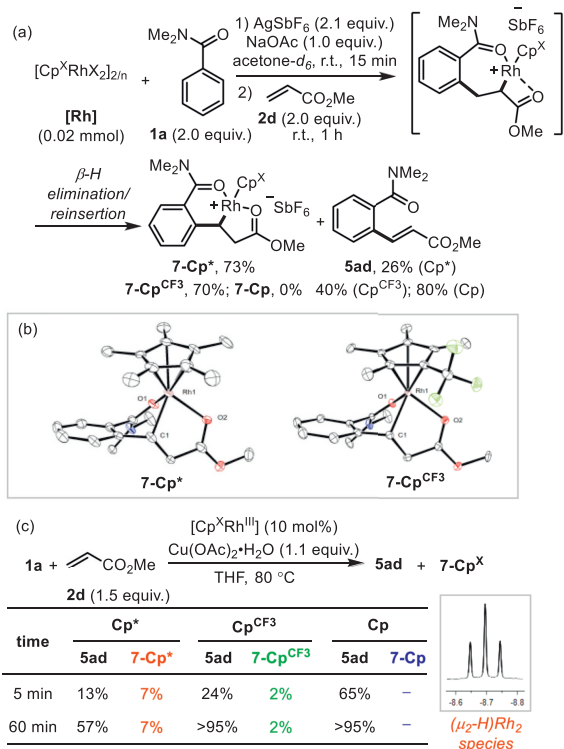 (a)
[CpXRhX2]2/n
+
[Rh]
(0.02 mmol)
Me2N
O
1a (2.0 equiv.)
1) AgSbF6 (2.1 equiv.)
NaOAc (1.0 equiv.)
acetone-d6, r.t., 15 min
2)
CO2Me
2d (2.0 equiv.)
r.t., 1 h
Me2N
SbF6
–
CpX
O
Rh
+
O
OMe
β-H
elimination/
reinsertion
Me2N
O
CpX
Rh
+
O
–
SbF6
OMe
+
NMe2
O
CO2Me
7-Cp*, 73%
5ad, 26% (Cp*)
7-CpCF3, 70%; 7-Cp, 0%
40% (CpCF3); 80% (Cp)
(b)
O1
Rh1
O2
C1
7-Cp*
O1
Rh1
O2
C1
7-CpCF3
(c)
1a +
CO2Me
2d (1.5 equiv.)
[CpXRhIII] (10 mol%)
Cu(OAc)2•H2O (1.1 equiv.)
THF, 80 °C
5ad + 7-CpX
time
Cp* CpCF3 Cp
5ad 7-Cp* 5ad 7-CpCF3 5ad 7-Cp
5 min 13% 7% 24% 2% 65% –
60 min 57% 7% >95% 2% >95% –
-8.6 -8.7 -8.8
(μ2-H)Rh2
species